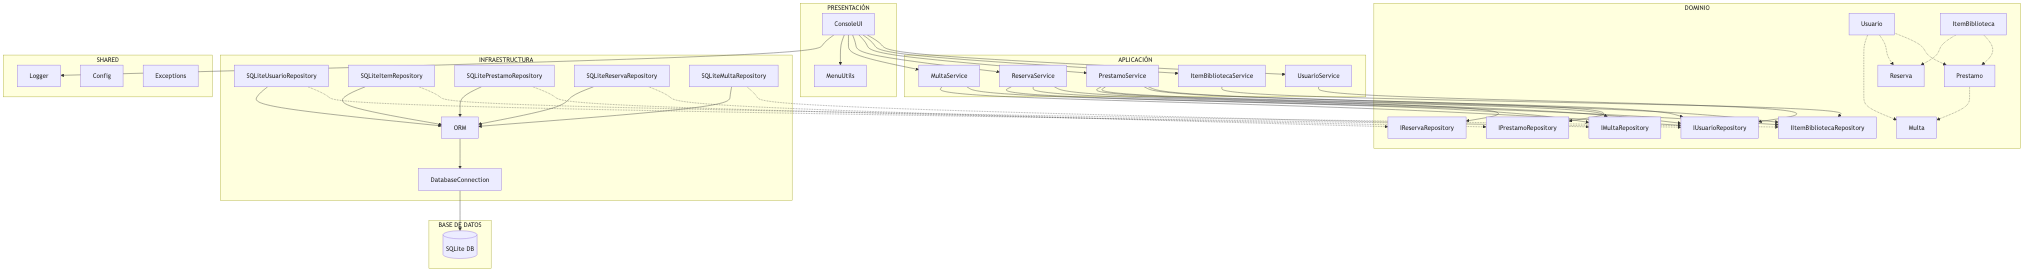 PRESENTACIÓN
ConsoleUI
MenuUtils
DOMINIO
Usuario
ItemBiblioteca
Reserva
Prestamo
Multa
IReservaRepository
IPrestamoRepository
IMultaRepository
IUsuarioRepository
IItemBibliotecaRepository
SHARED
Logger
Config
Exceptions
INFRAESTRUCTURA
SQLiteUsuarioRepository
SQLiteItemRepository
SQLitePrestamoRepository
SQLiteReservaRepository
SQLiteMultaRepository
ORM
DatabaseConnection
APLICACIÓN
MultaService
ReservaService
PrestamoService
ItemBibliotecaService
UsuarioService
BASE DE DATOS
SQLite DB